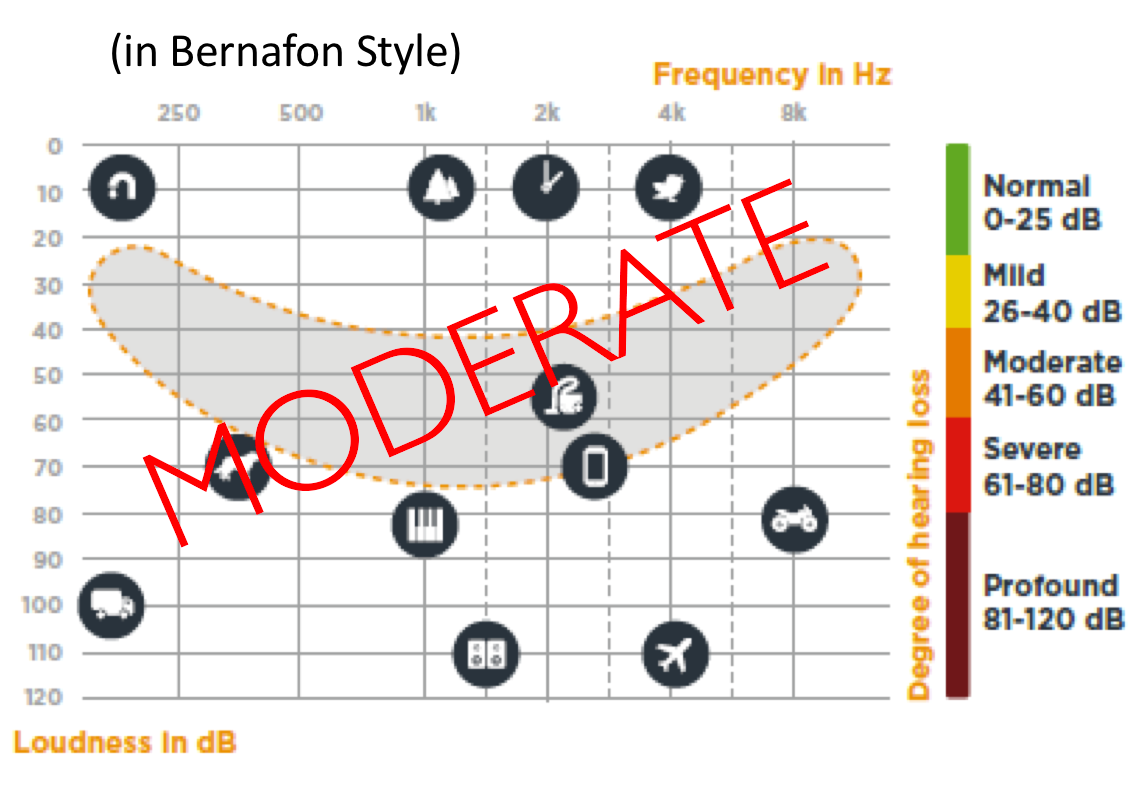 (in Bernafon Style)
Frequency in Hz
250 500 1k 2k 4k 8k
0
10
20
30
40
50
60
70
80
90
100
110
120
Loudness in dB
MODERATE
Degree of hearing loss
Normal
0-25 dB
Mild
26-40 dB
Moderate
41-60 dB
Severe
61-80 dB
Profound
81-120 dB